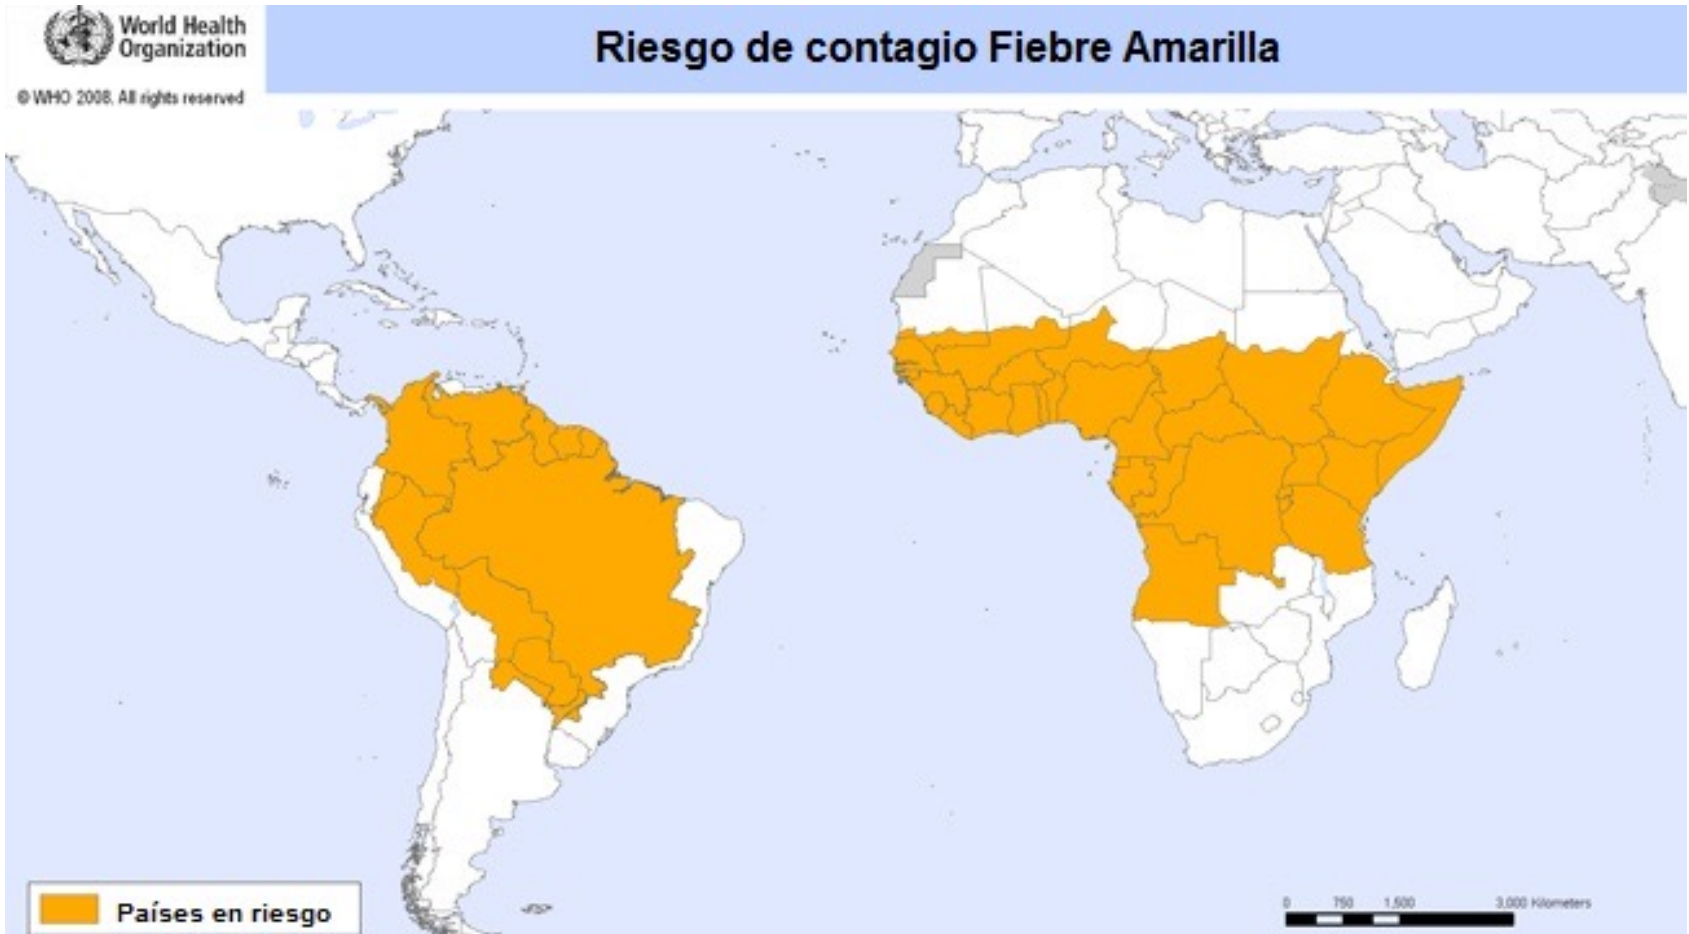 World Health
Organization
© WHO 2008. All rights reserved
Riesgo de contagio Fiebre Amarilla
Países en riesgo
0 750 1,500 3,000 Kilometers